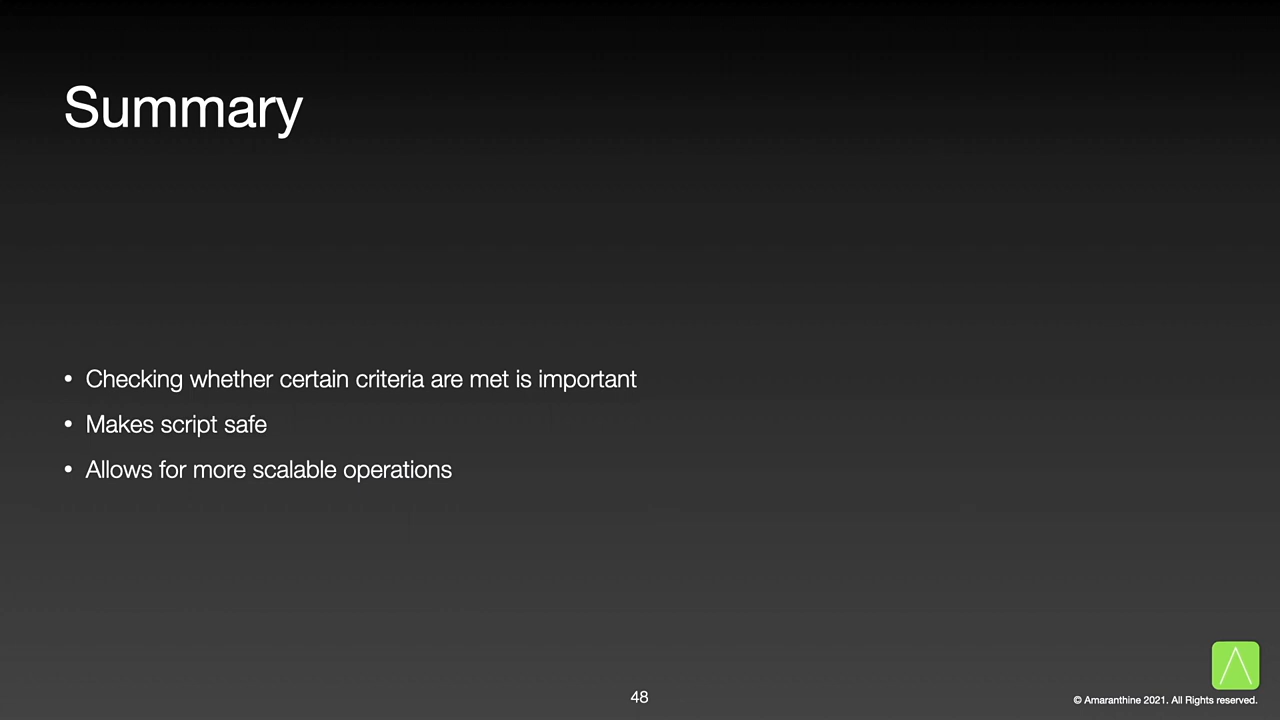 Summary
• Checking whether certain criteria are met is important
• Makes script safe
• Allows for more scalable operations
48
© Amaranthine 2021. All Rights reserved.